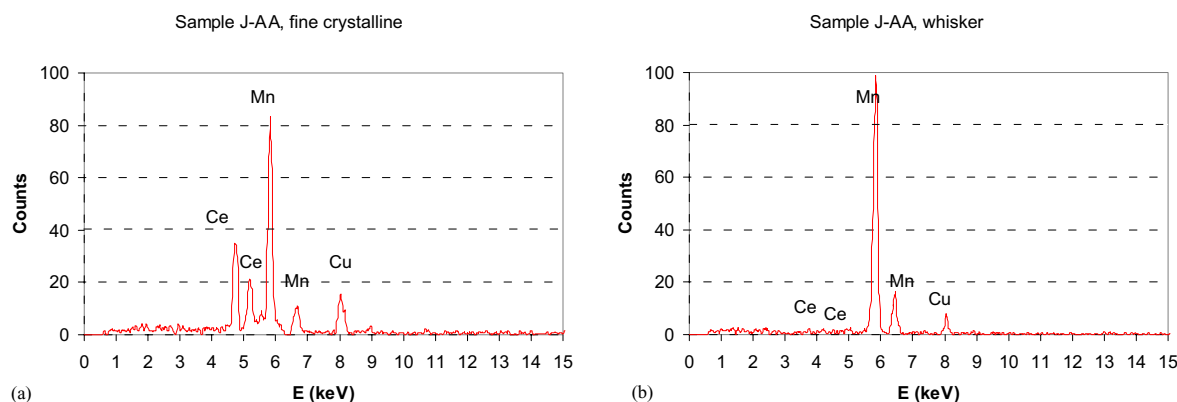 Sample J-AA, fine crystalline
100
80
60
40
20
0
Counts
Mn
Ce
Ce
Mn
Cu
0 1 2 3 4 5 6 7 8 9 10 11 12 13 14 15
E (keV)
(a)
Sample J-AA, whisker
100
80
60
40
20
0
Counts
Mn
Mn
Ce
Ce
Cu
0 1 2 3 4 5 6 7 8 9 10 11 12 13 14 15
E (keV)
(b)